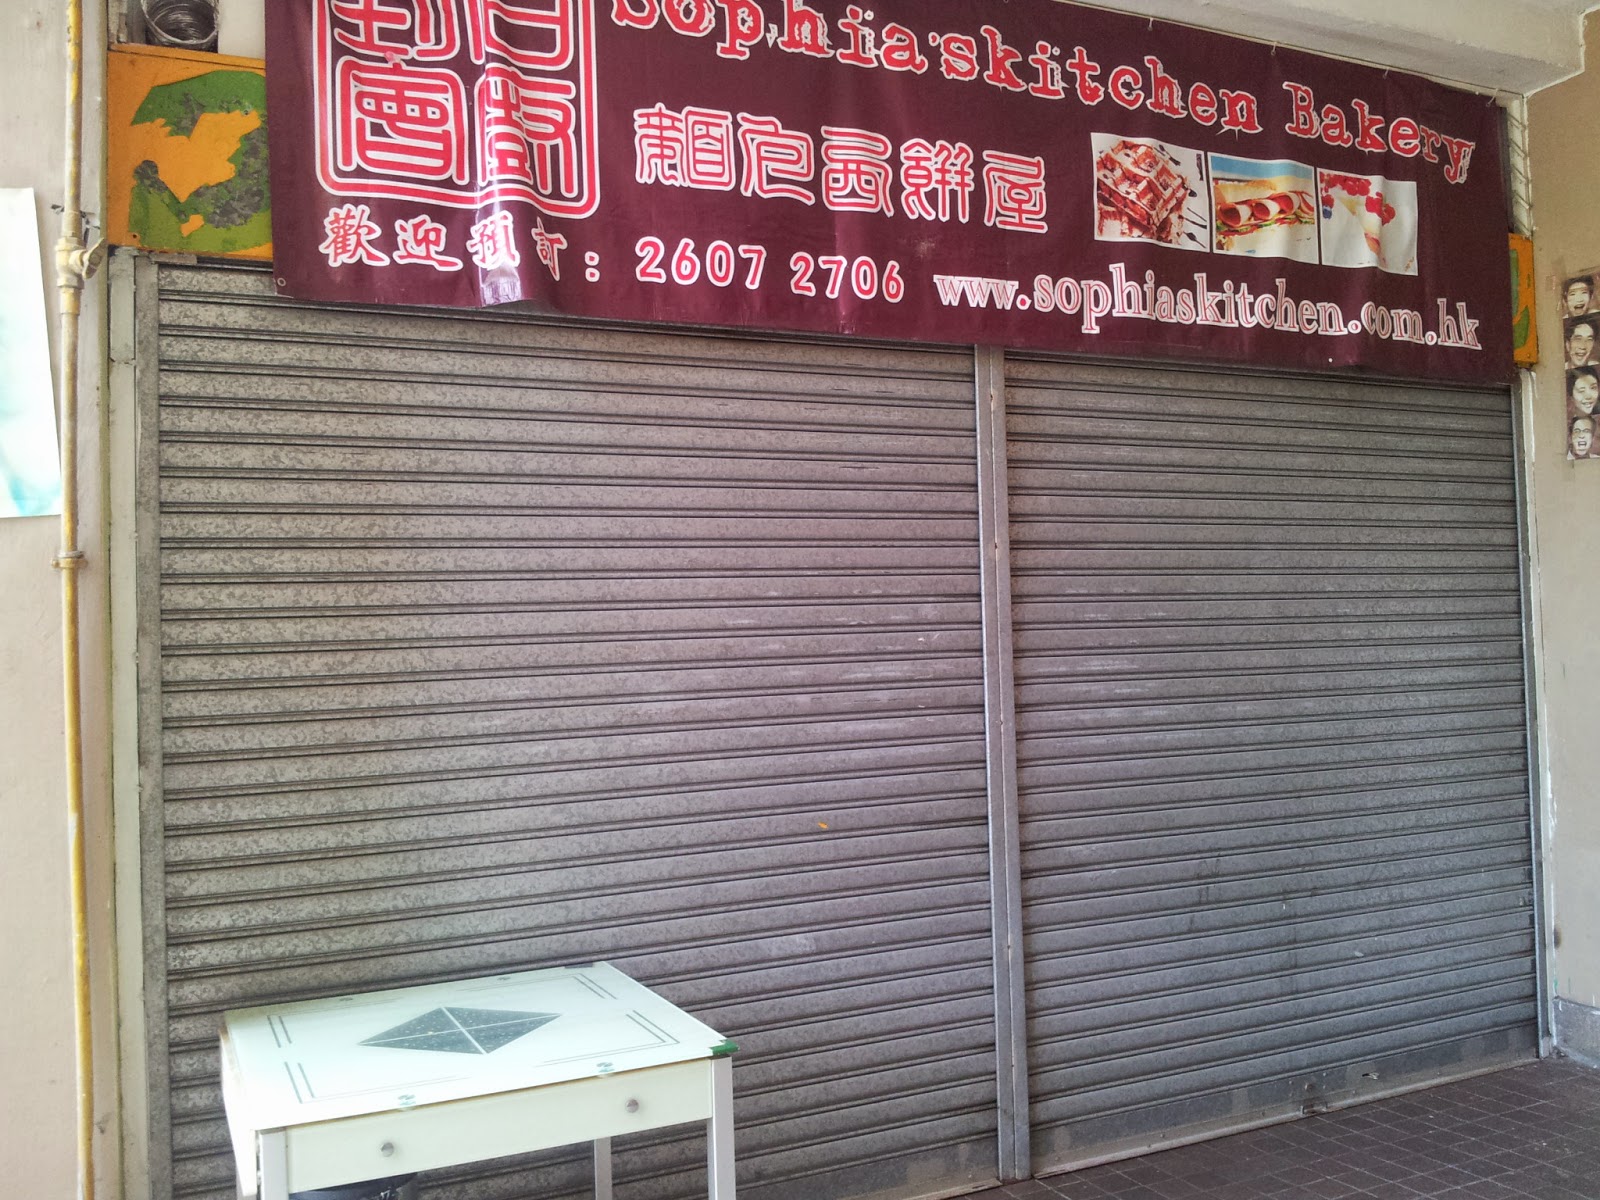 Sophia'skitchen Bakery
麵包西餅屋
歡迎預訂: 2607 2706 www.sophiaskitchen.com.hk